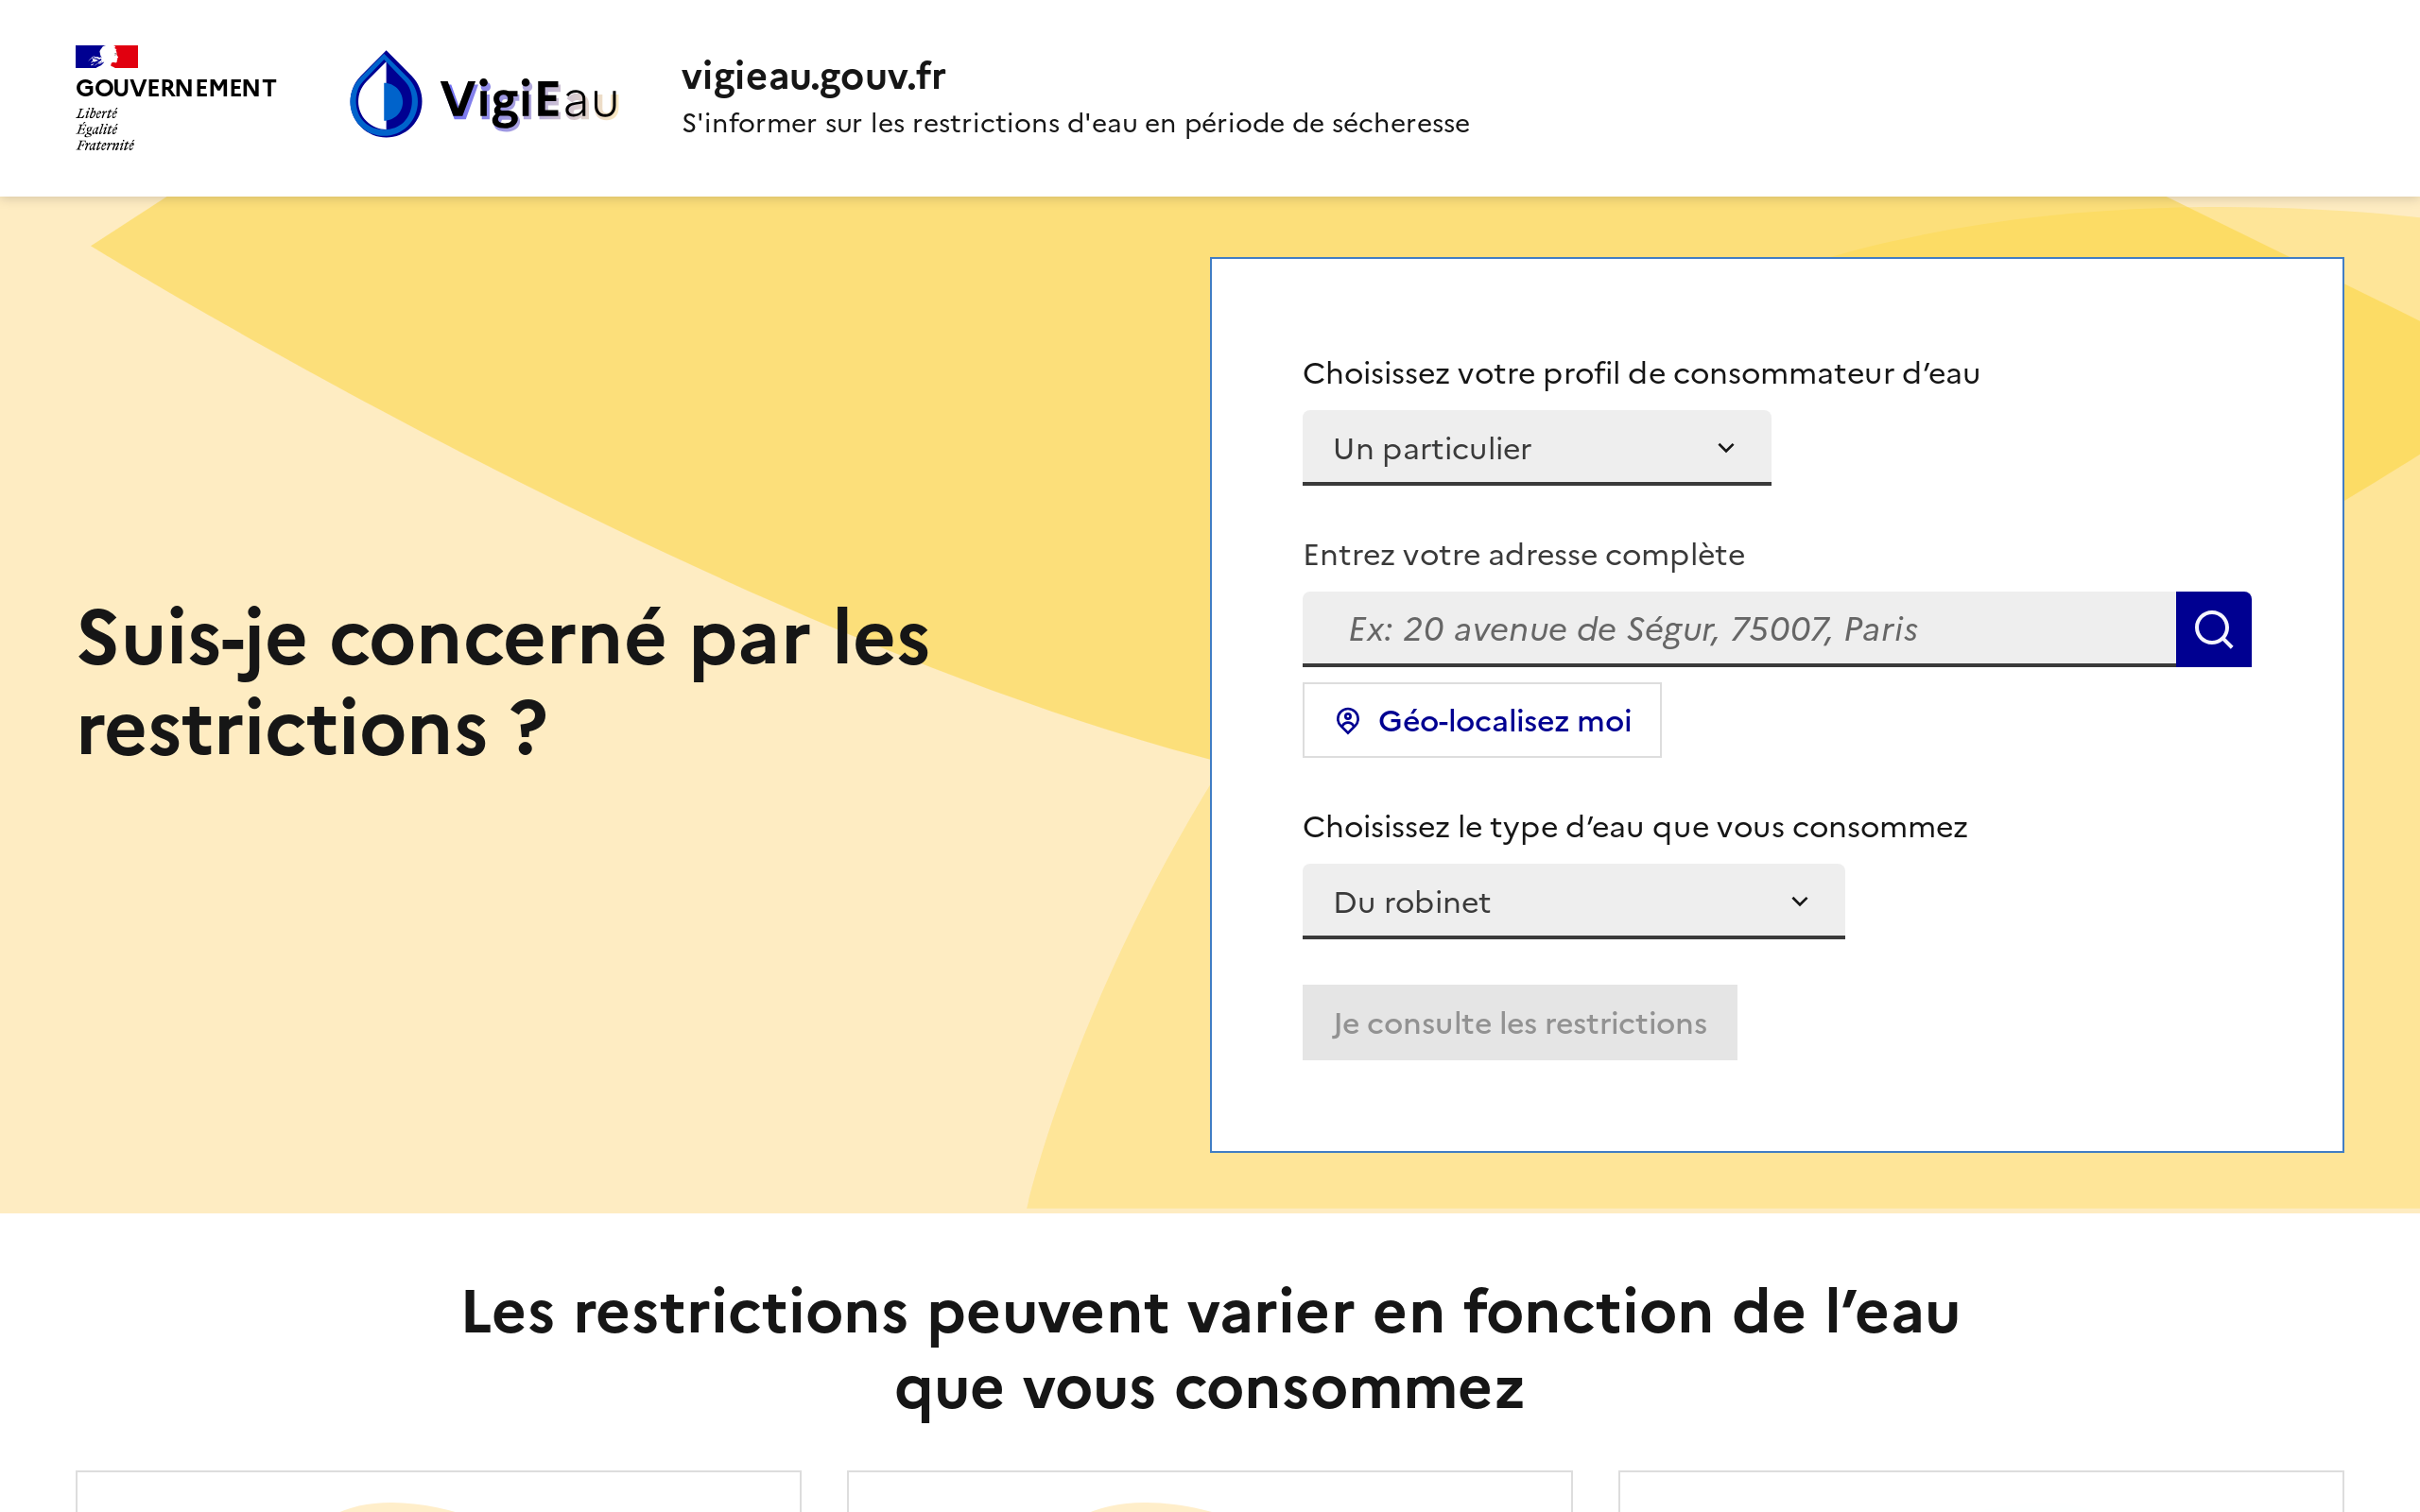 GOUVERNEMENT
Liberté
Égalité
Fraternité
VigiEau
vigieau.gouv.fr
S'informer sur les restrictions d'eau en période de sécheresse
Suis-je concerné par les
restrictions ?
Choisissez votre profil de consommateur d’eau
Un particulier
Entrez votre adresse complète
Ex: 20 avenue de Ségur, 75007, Paris
Géo-localisez moi
Choisissez le type d’eau que vous consommez
Du robinet
Je consulte les restrictions
Les restrictions peuvent varier en fonction de l’eau
que vous consommez